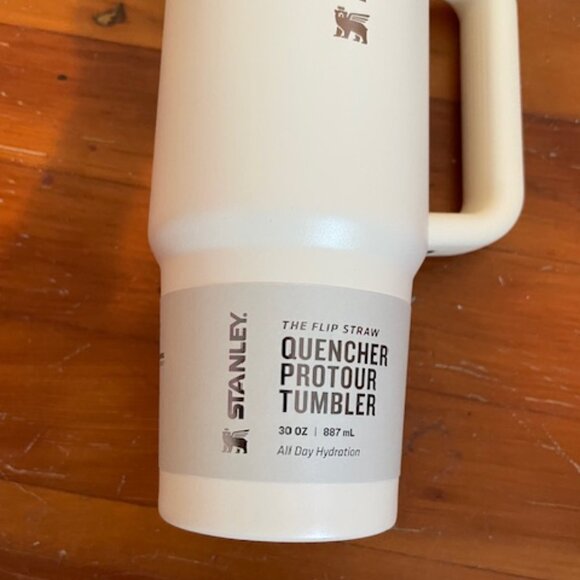 STANLEY.
THE FLIP STRAW
QUENCHER
PROTOUR
TUMBLER
30 OZ | 887 mL
All Day Hydration